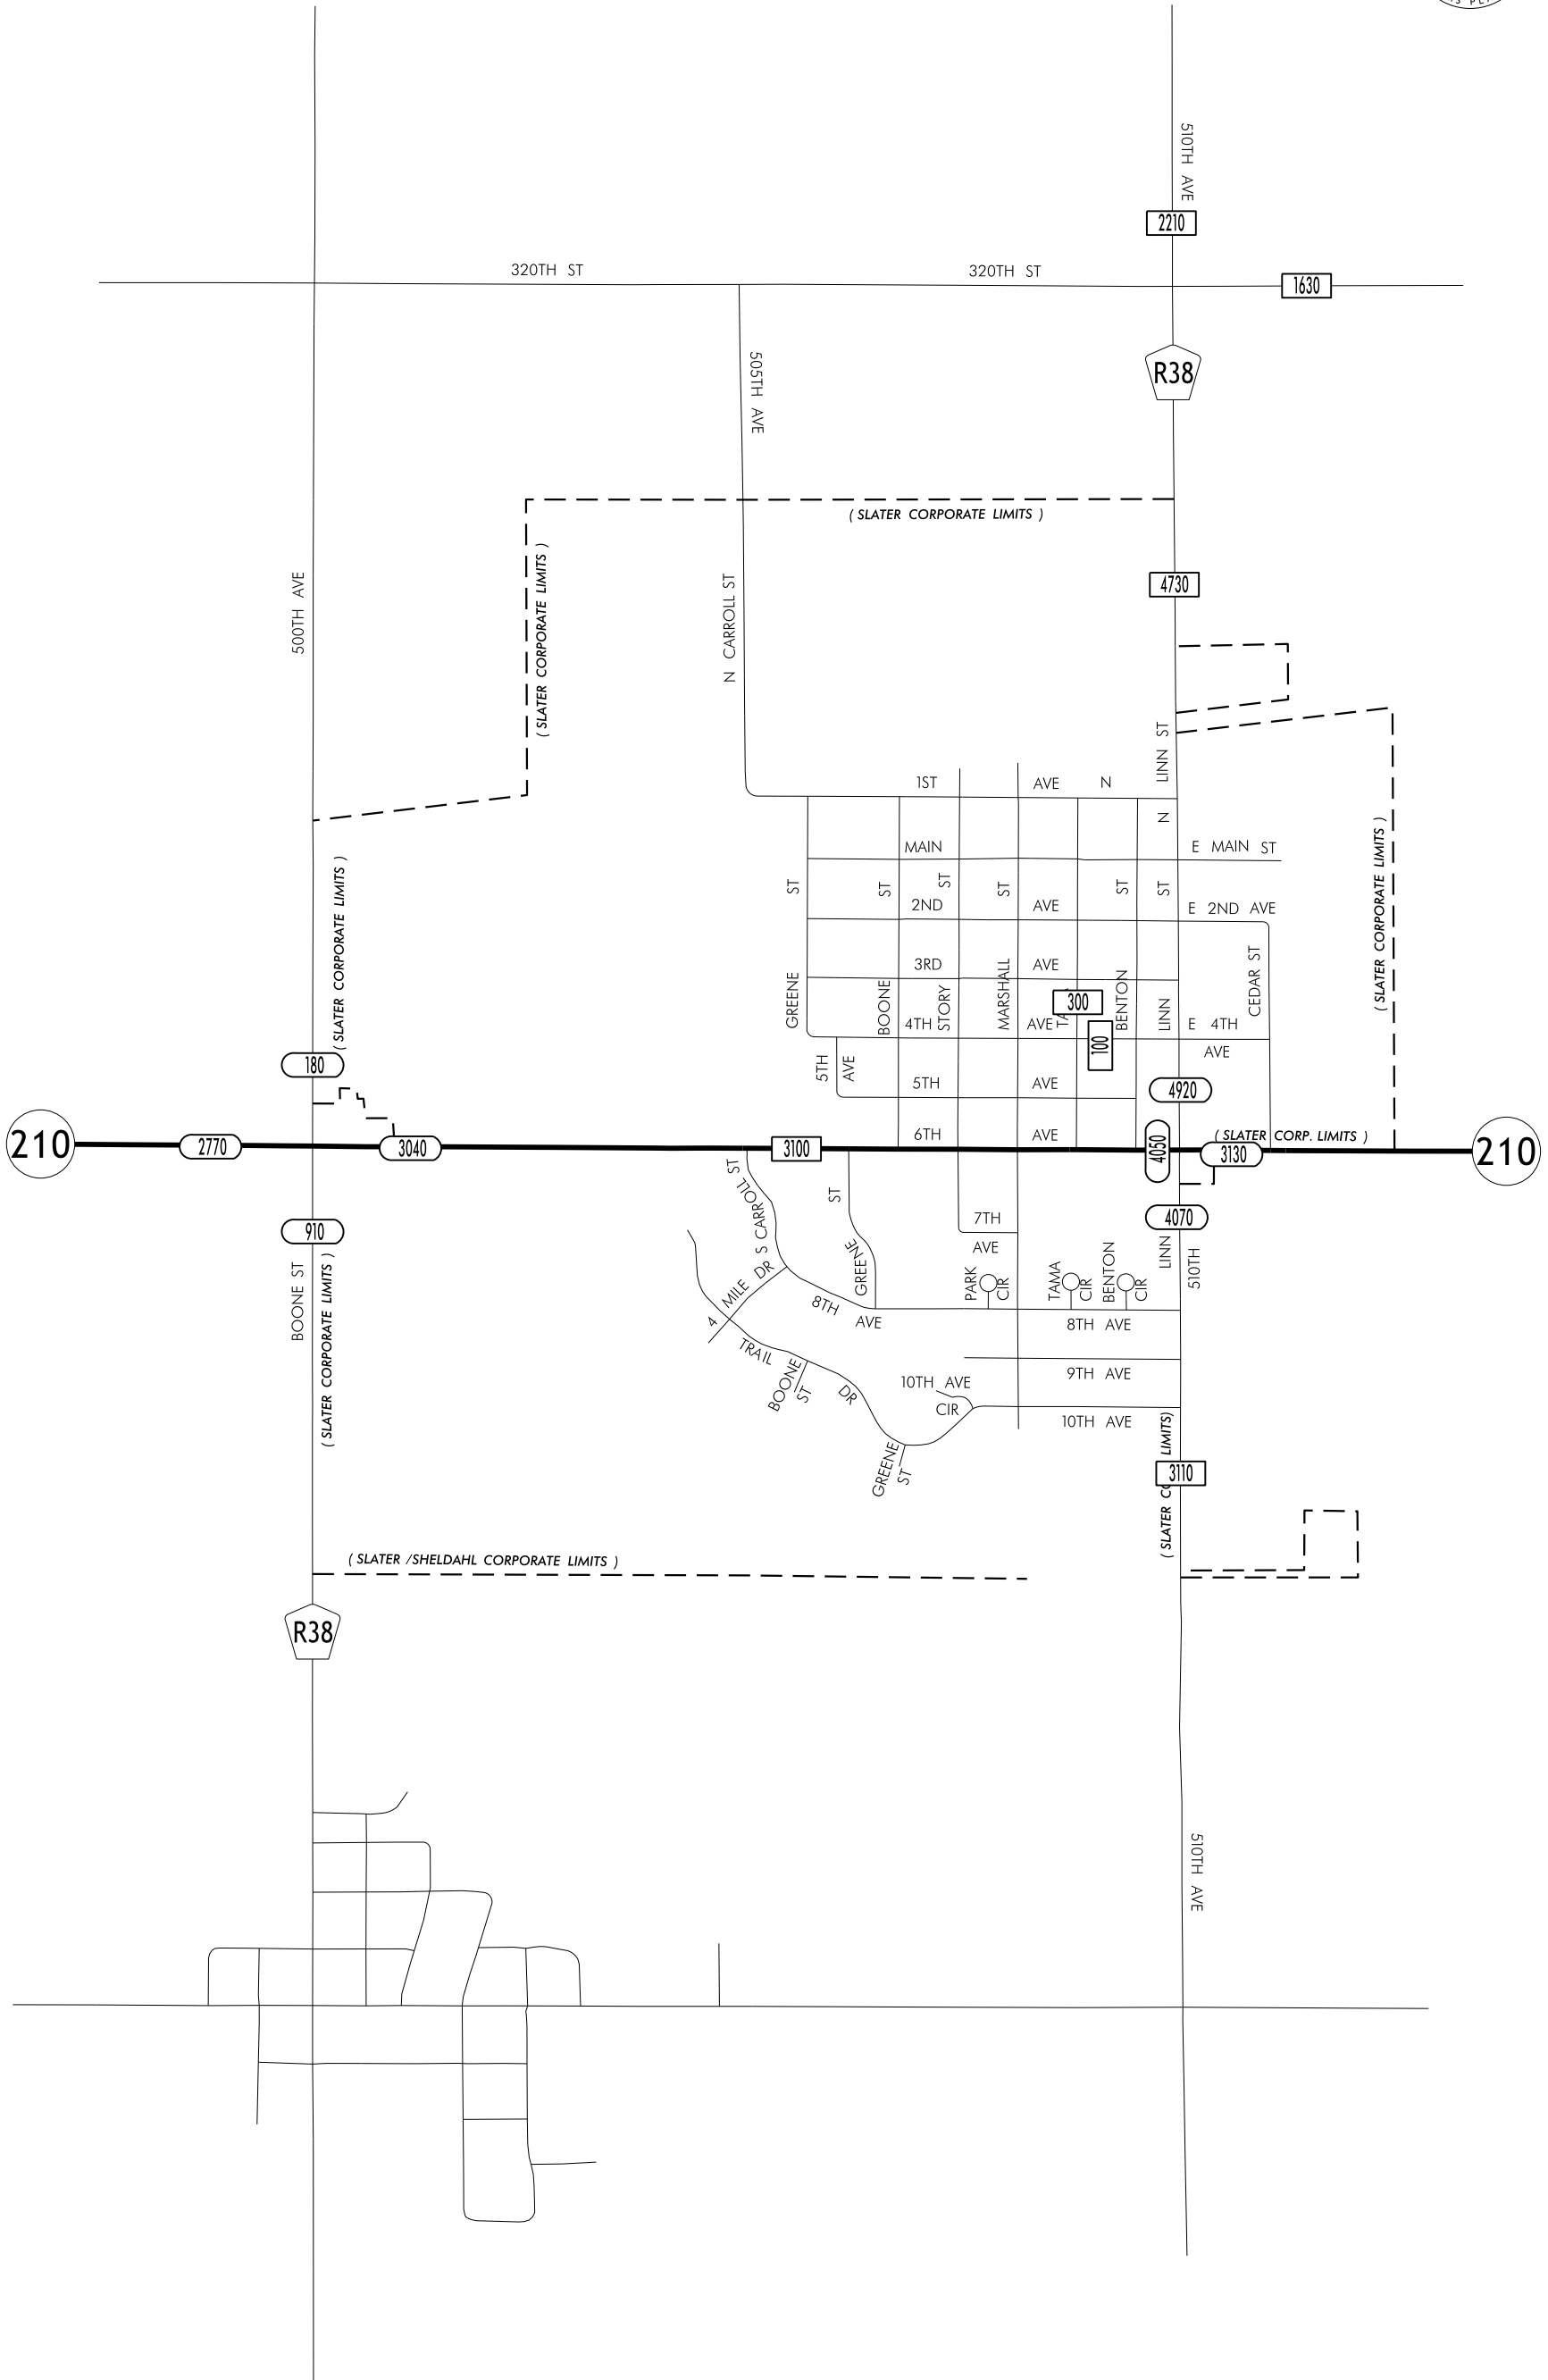 510TH AVE
2210
320TH ST
320TH ST
1630
505TH AVE
R38
( SLATER CORPORATE LIMITS )
( SLATER CORPORATE LIMITS )
500TH AVE
N CARROLL ST
4730
LINN ST
N
1ST AVE N
MAIN
E MAIN ST
ST
ST
ST
ST
ST
ST
2ND AVE
E 2ND AVE
( SLATER CORPORATE LIMITS )
( SLATER CORPORATE LIMITS )
3RD AVE
GREENE
BOONE
STORY
MARSHALL
300
BENTON
LINN
CEDAR ST
4TH AVE
E 4TH
AVE
100
180
5TH
AVE
5TH AVE
4920
210
2770
3040
3100
6TH AVE
4050
( SLATER CORP. LIMITS )
3130
210
910
S CARROLL ST
GREENE ST
7TH
AVE
4070
LINN
510TH
BOONE ST
( SLATER CORPORATE LIMITS )
4 MILE DR
8TH
AVE
PARK
CIR
TAMA
CIR
BENTON
CIR
8TH AVE
TRAIL DR
BOONE
ST
9TH AVE
10TH AVE
CIR
10TH AVE
GREENE
ST
( SLATER CO LIMITS)
3110
( SLATER /SHELDAHL CORPORATE LIMITS )
R38
510TH AVE